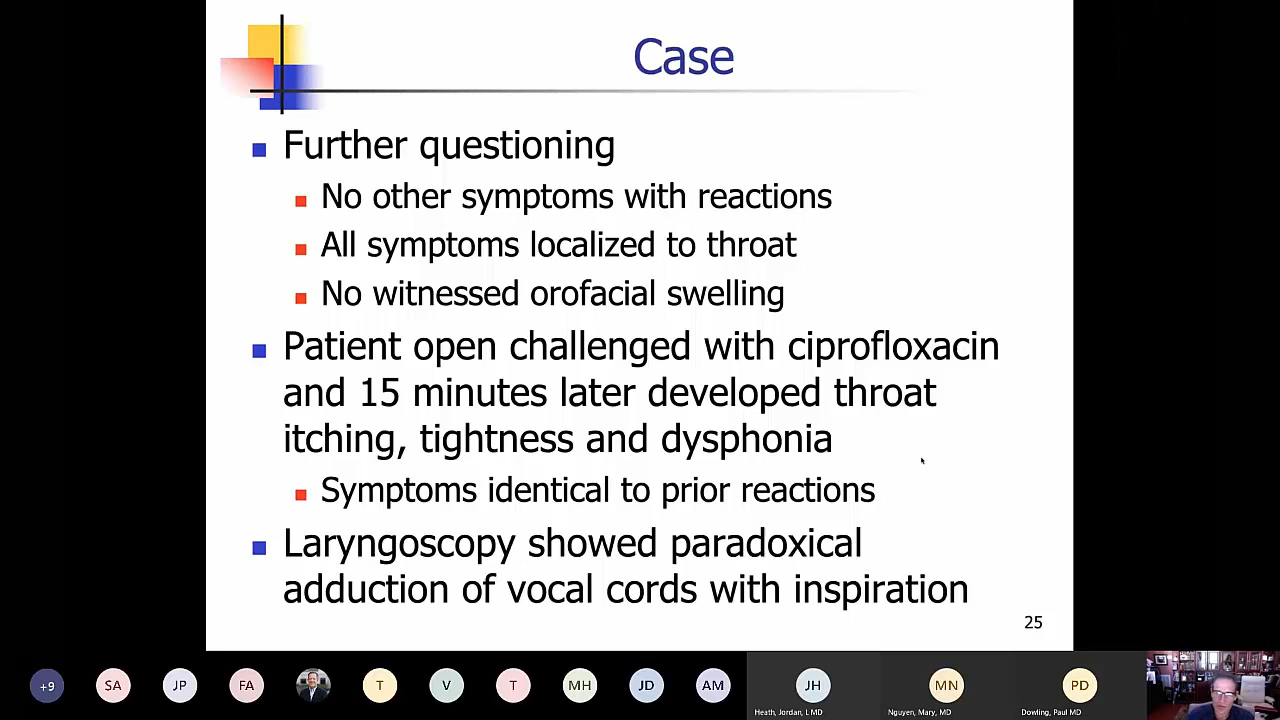 Case
Further questioning
No other symptoms with reactions
All symptoms localized to throat
No witnessed orofacial swelling
Patient open challenged with ciprofloxacin
and 15 minutes later developed throat
itching, tightness and dysphonia
Symptoms identical to prior reactions
Laryngoscopy showed paradoxical
adduction of vocal cords with inspiration
25
+9 SA JP FA T V T MH JD AM JH MN PD
Heath, Jordan, L MD Nguyen, Mary, MD Dowling, Paul MD